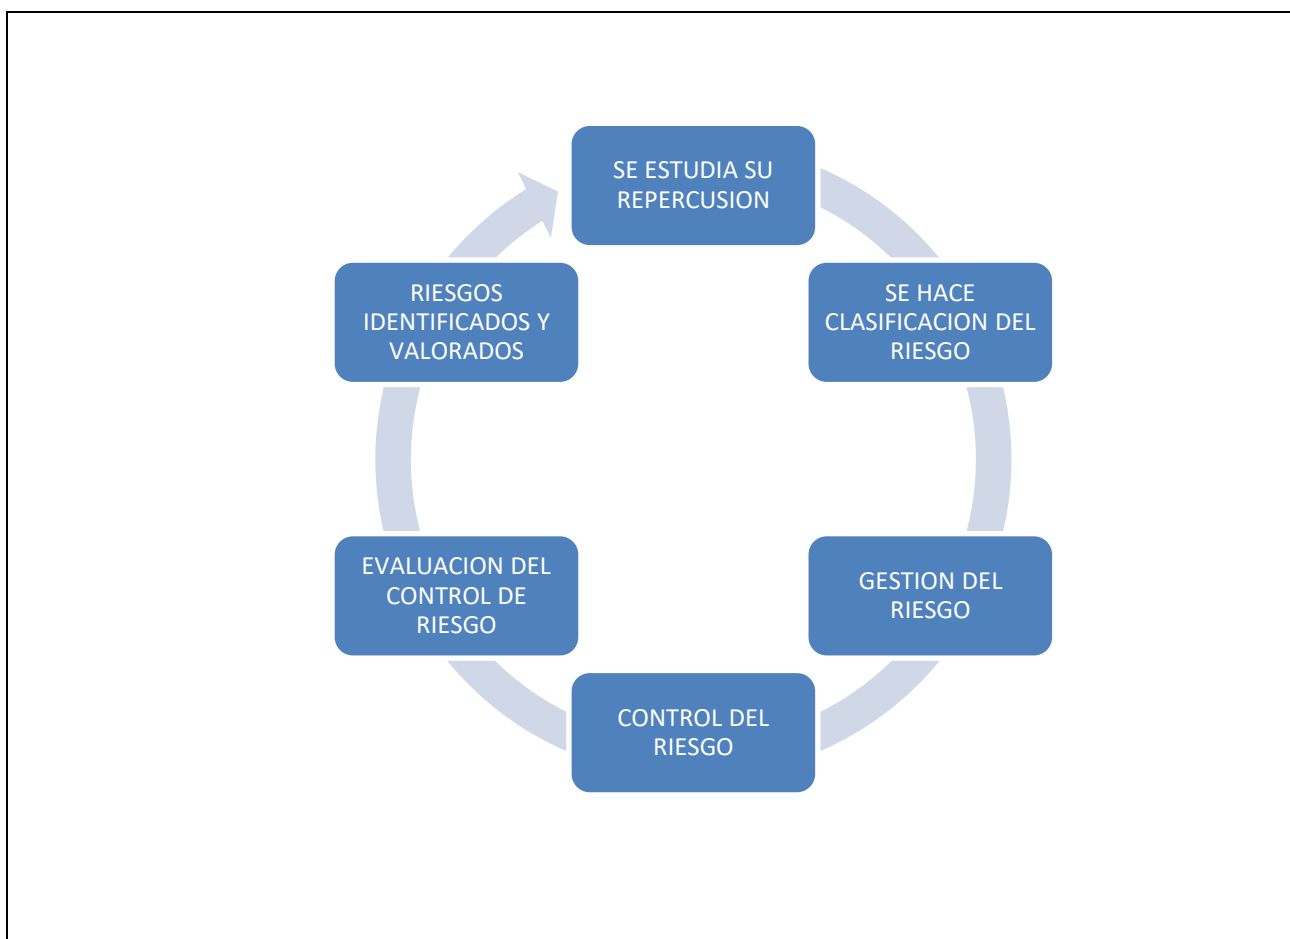 SE ESTUDIA SU
REPERCUSION
SE HACE
CLASIFICACION DEL
RIESGO
GESTION DEL
RIESGO
CONTROL DEL
RIESGO
EVALUACION DEL
CONTROL DE
RIESGO
RIESGOS
IDENTIFICADOS Y
VALORADOS